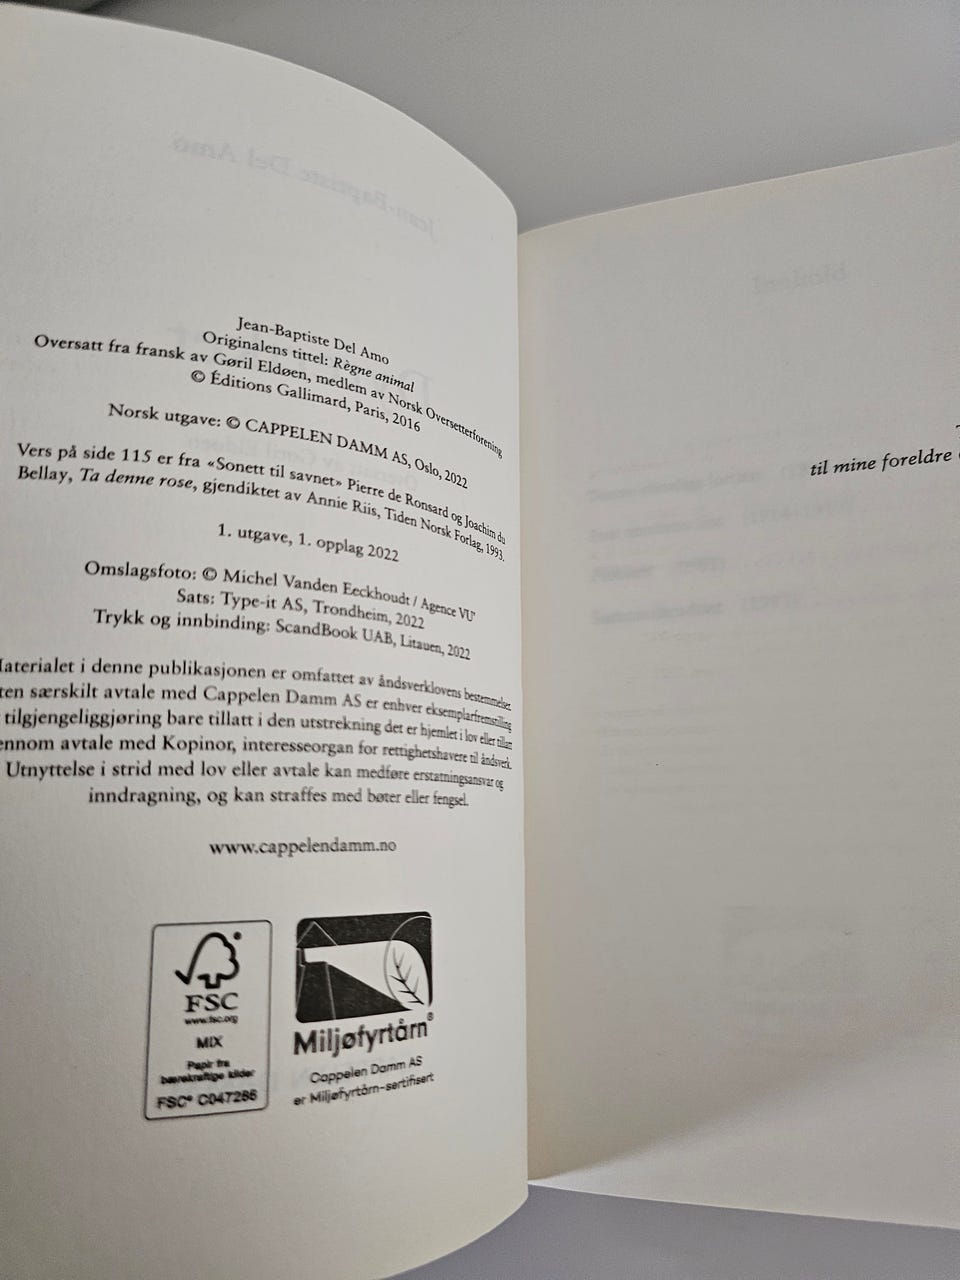 Jean-Baptiste Del Amo
Originalens tittel: Règne animal
Oversatt fra fransk av Gøril Eldøen, medlem av Norsk Oversetterforening
© Éditions Gallimard, Paris, 2016
Norsk utgave: © CAPPELEN DAMM AS, Oslo, 2022
Vers på side 115 er fra «Sonett til savnet» Pierre de Ronsard og Joachim du
Bellay, Ta denne rose, gjendiktet av Annie Riis, Tiden Norsk Forlag, 1993.
1. utgave, 1. opplag 2022
Omslagsfoto: © Michel Vanden Eeckhoudt / Agence VU'
Sats: Type-it AS, Trondheim, 2022
Trykk og innbinding: ScandBook UAB, Litauen, 2022
Materialet i denne publikasjonen er omfattet av åndsverklovens bestemmelser.
ten særskilt avtale med Cappelen Damm AS er enhver eksemplarfremstilling
tilgjengeliggjøring bare tillatt i den utstrekning det er hjemlet i lov eller tillatt
ennom avtale med Kopinor, interesseorgan for rettighetshavere til åndsverk.
Utnyttelse i strid med lov eller avtale kan medføre erstatningsansvar og
inndragning, og kan straffes med bøter eller fengsel.
www.cappelendamm.no
FSC
www.fsc.org
MIX
Papir fra
bærekraftige kilder
FSC® C047286
Miljøfyrtårn®
Cappelen Damm AS
er Miljøfyrtårn-sertifisert
til mine foreldre